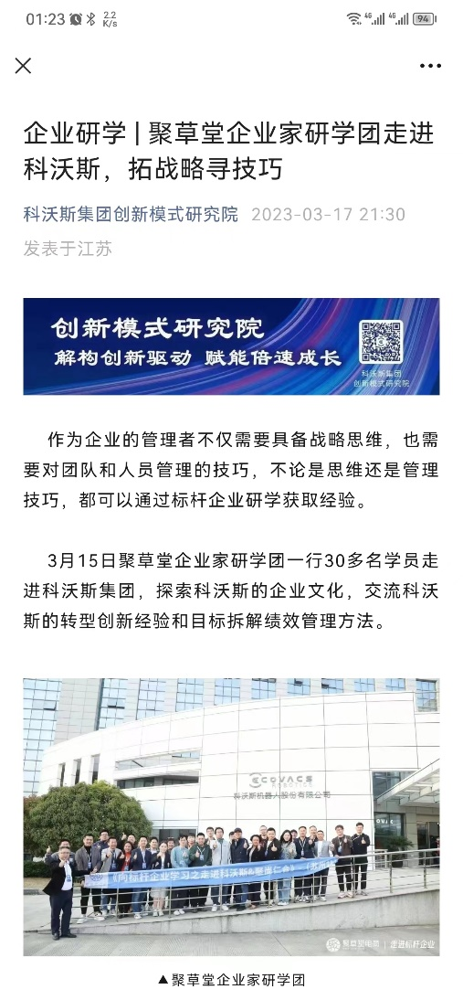 01:23
2.2
K/s
4G
4G
94
企业研学 | 聚草堂企业家研学团走进
科沃斯，拓战略寻技巧
科沃斯集团创新模式研究院 2023-03-17 21:30
发表于江苏
创新模式研究院
解构创新驱动 赋能倍速成长
科沃斯集团
创新模式研究院
作为企业的管理者不仅需要具备战略思维，也需
要对团队和人员管理的技巧，不论是思维还是管理
技巧，都可以通过标杆企业研学获取经验。
3月15日聚草堂企业家研学团一行30多名学员走
进科沃斯集团，探索科沃斯的企业文化，交流科沃
斯的转型创新经验和目标拆解绩效管理方法。
ECOVACS
ROBOTICS
科沃斯机器人股份有限公司
《向标杆企业学习之走进科沃斯
聚草堂电商 | 走进标杆企业
▲聚草堂企业家研学团